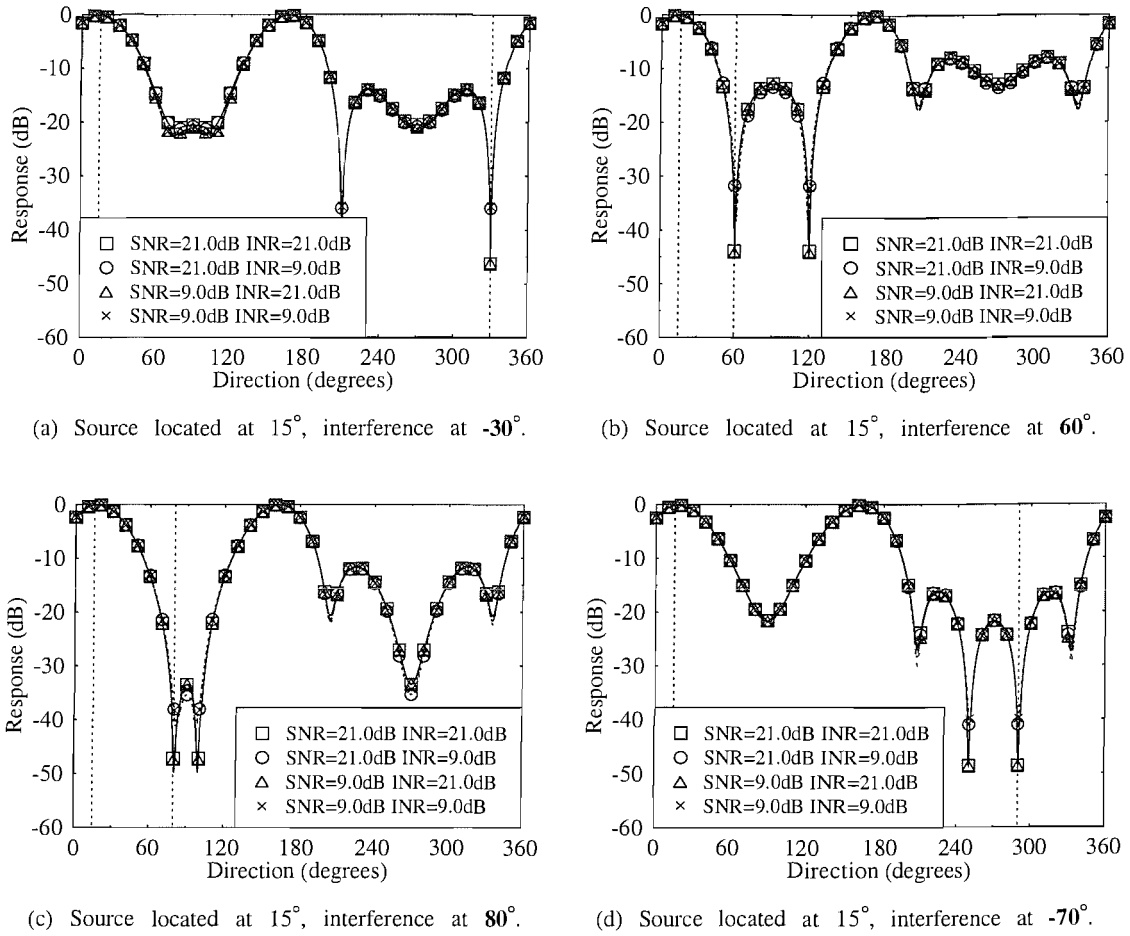 0
-10
-20
-30
-40
-50
-60
Response (dB)
SNR=21.0dB INR=21.0dB
SNR=21.0dB INR=9.0dB
SNR=9.0dB INR=21.0dB
SNR=9.0dB INR=9.0dB
0 60 120 180 240 300 360
Direction (degrees)
(a) Source located at 15°, interference at -30°.
0
-10
-20
-30
-40
-50
-60
Response (dB)
SNR=21.0dB INR=21.0dB
SNR=21.0dB INR=9.0dB
SNR=9.0dB INR=21.0dB
SNR=9.0dB INR=9.0dB
0 60 120 180 240 300 360
Direction (degrees)
(b) Source located at 15°, interference at 60°.
0
-10
-20
-30
-40
-50
-60
Response (dB)
SNR=21.0dB INR=21.0dB
SNR=21.0dB INR=9.0dB
SNR=9.0dB INR=21.0dB
SNR=9.0dB INR=9.0dB
0 60 120 180 240 300 360
Direction (degrees)
(c) Source located at 15°, interference at 80°.
0
-10
-20
-30
-40
-50
-60
Response (dB)
SNR=21.0dB INR=21.0dB
SNR=21.0dB INR=9.0dB
SNR=9.0dB INR=21.0dB
SNR=9.0dB INR=9.0dB
0 60 120 180 240 300 360
Direction (degrees)
(d) Source located at 15°, interference at -70°.